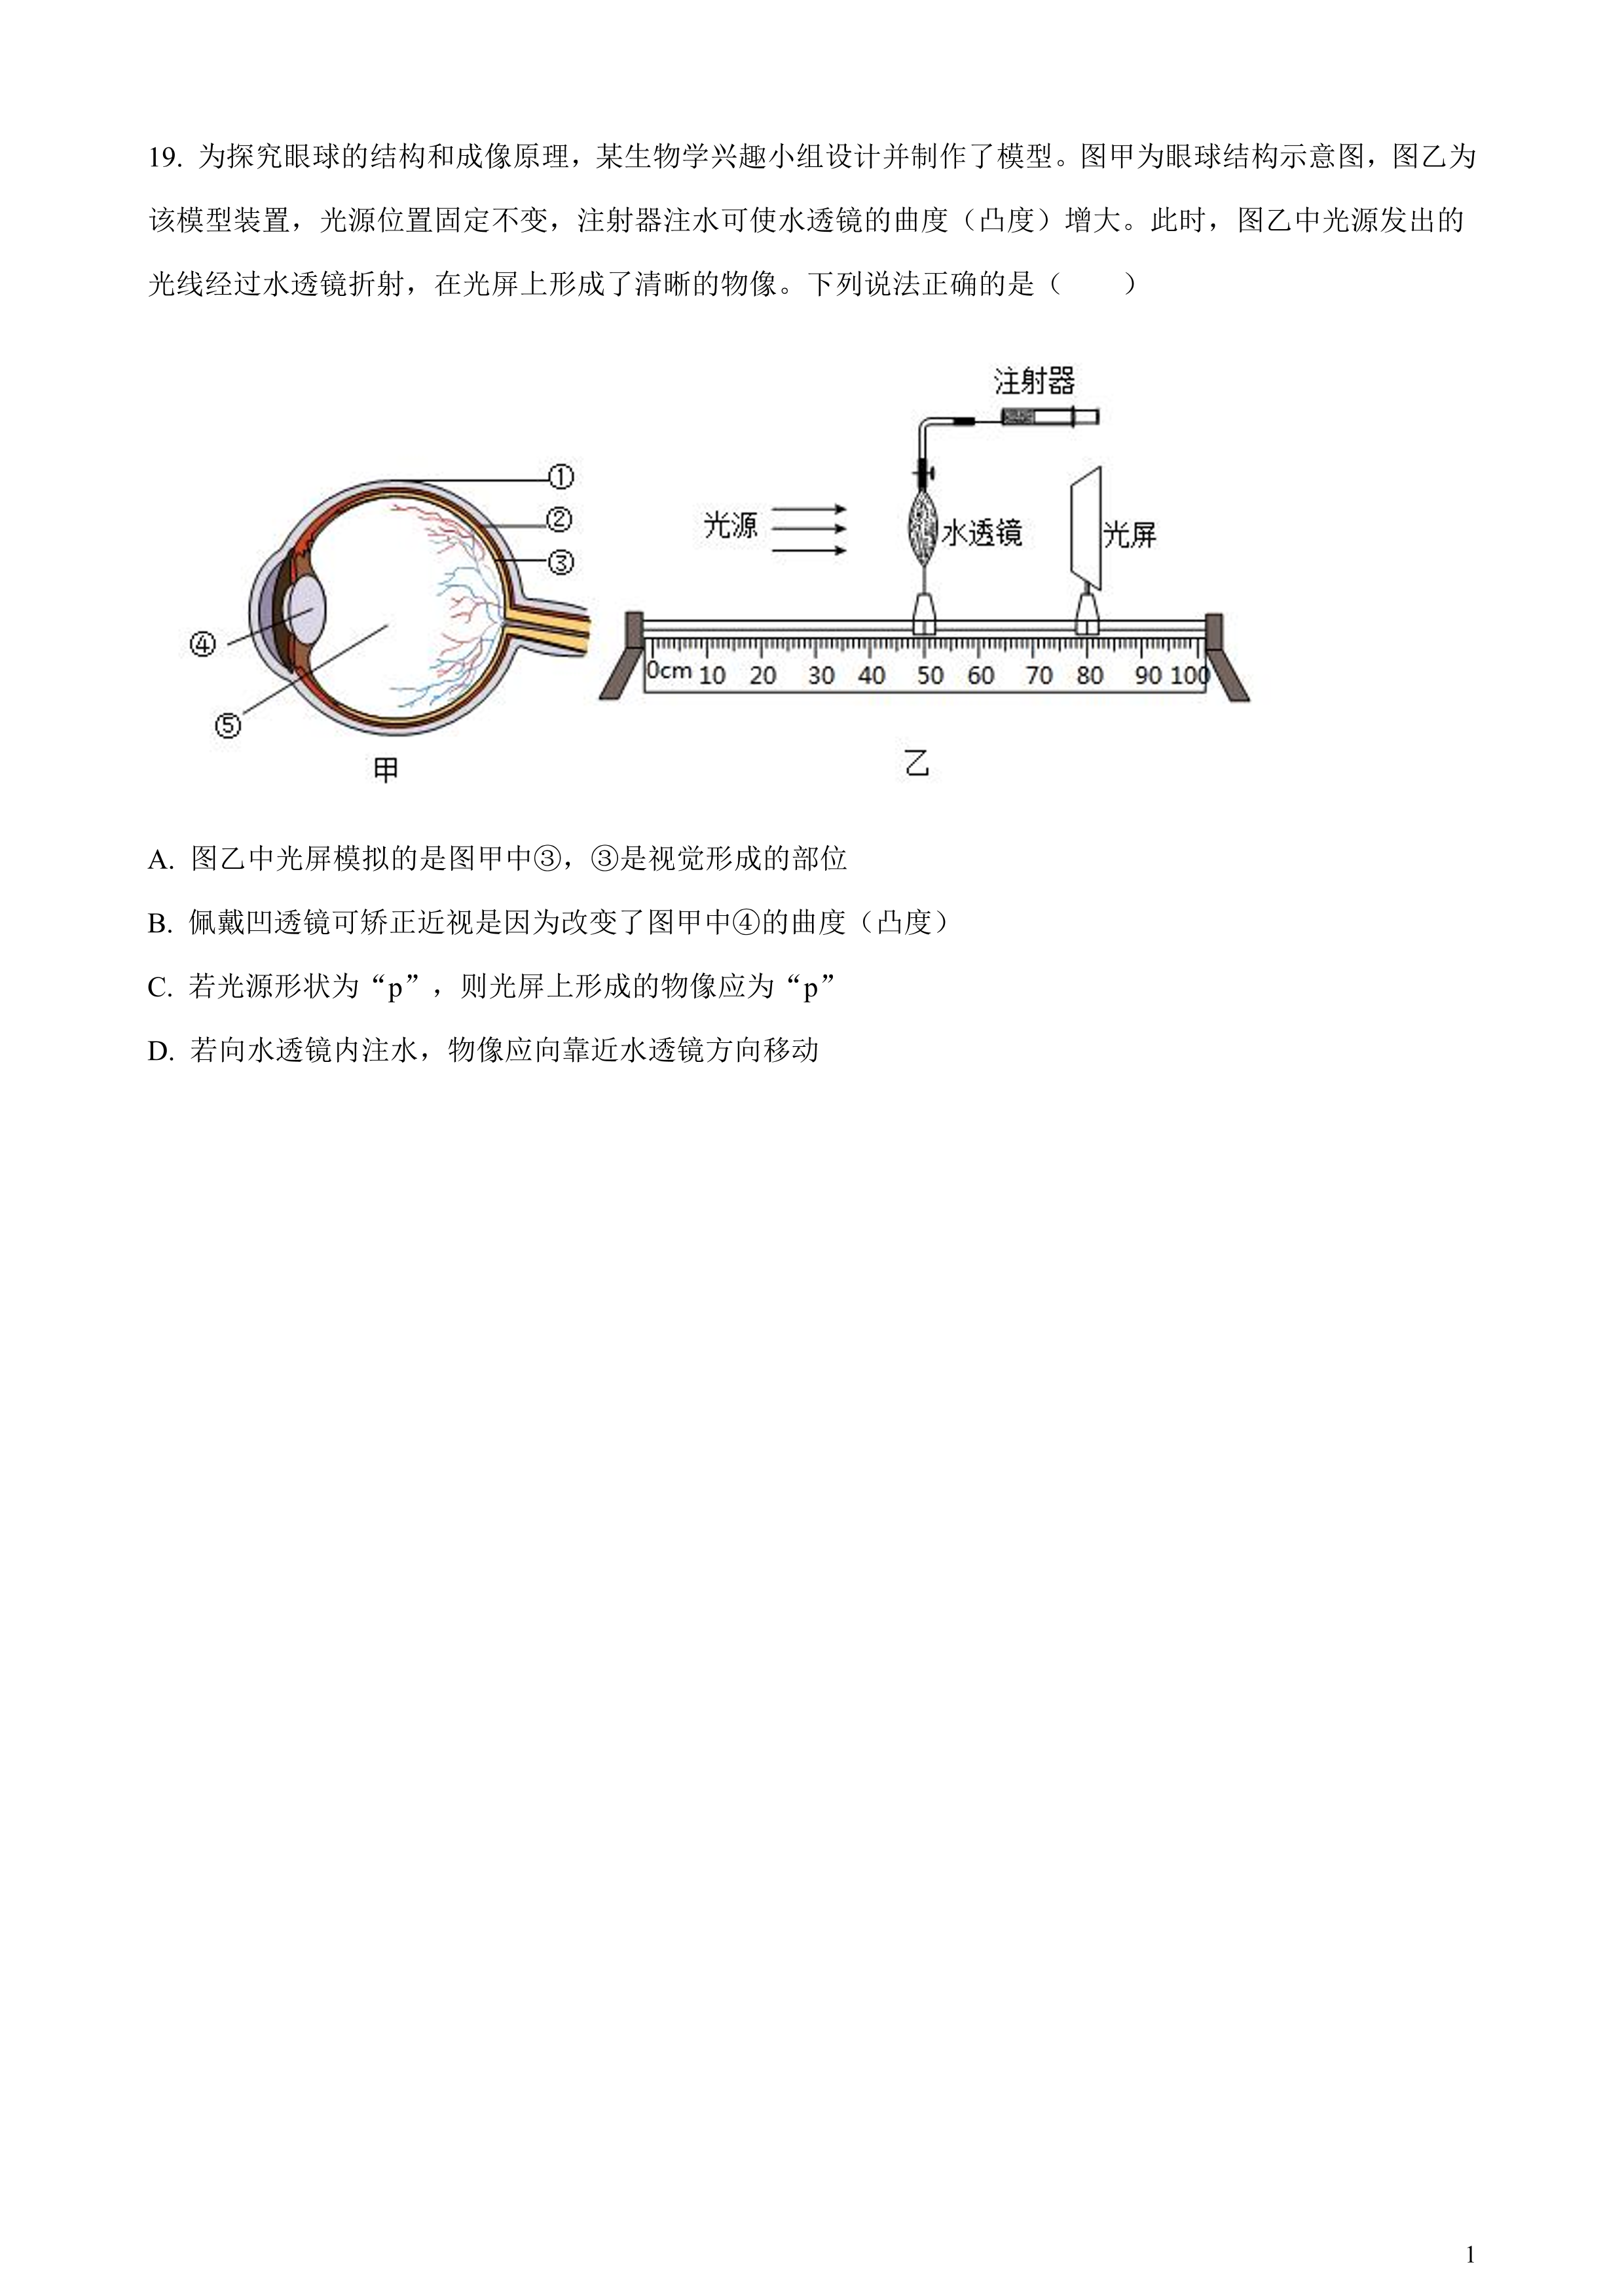 19. 为探究眼球的结构和成像原理，某生物学兴趣小组设计并制作了模型。图甲为眼球结构示意图，图乙为
该模型装置，光源位置固定不变，注射器注水可使水透镜的曲度（凸度）增大。此时，图乙中光源发出的
光线经过水透镜折射，在光屏上形成了清晰的物像。下列说法正确的是（　　）
注射器
①
②
③
④
⑤
甲
光源
水透镜
光屏
0cm 10 20 30 40 50 60 70 80 90 100
乙
A. 图乙中光屏模拟的是图甲中③，③是视觉形成的部位
B. 佩戴凹透镜可矫正近视是因为改变了图甲中④的曲度（凸度）
C. 若光源形状为“p”，则光屏上形成的物像应为“p”
D. 若向水透镜内注水，物像应向靠近水透镜方向移动
1